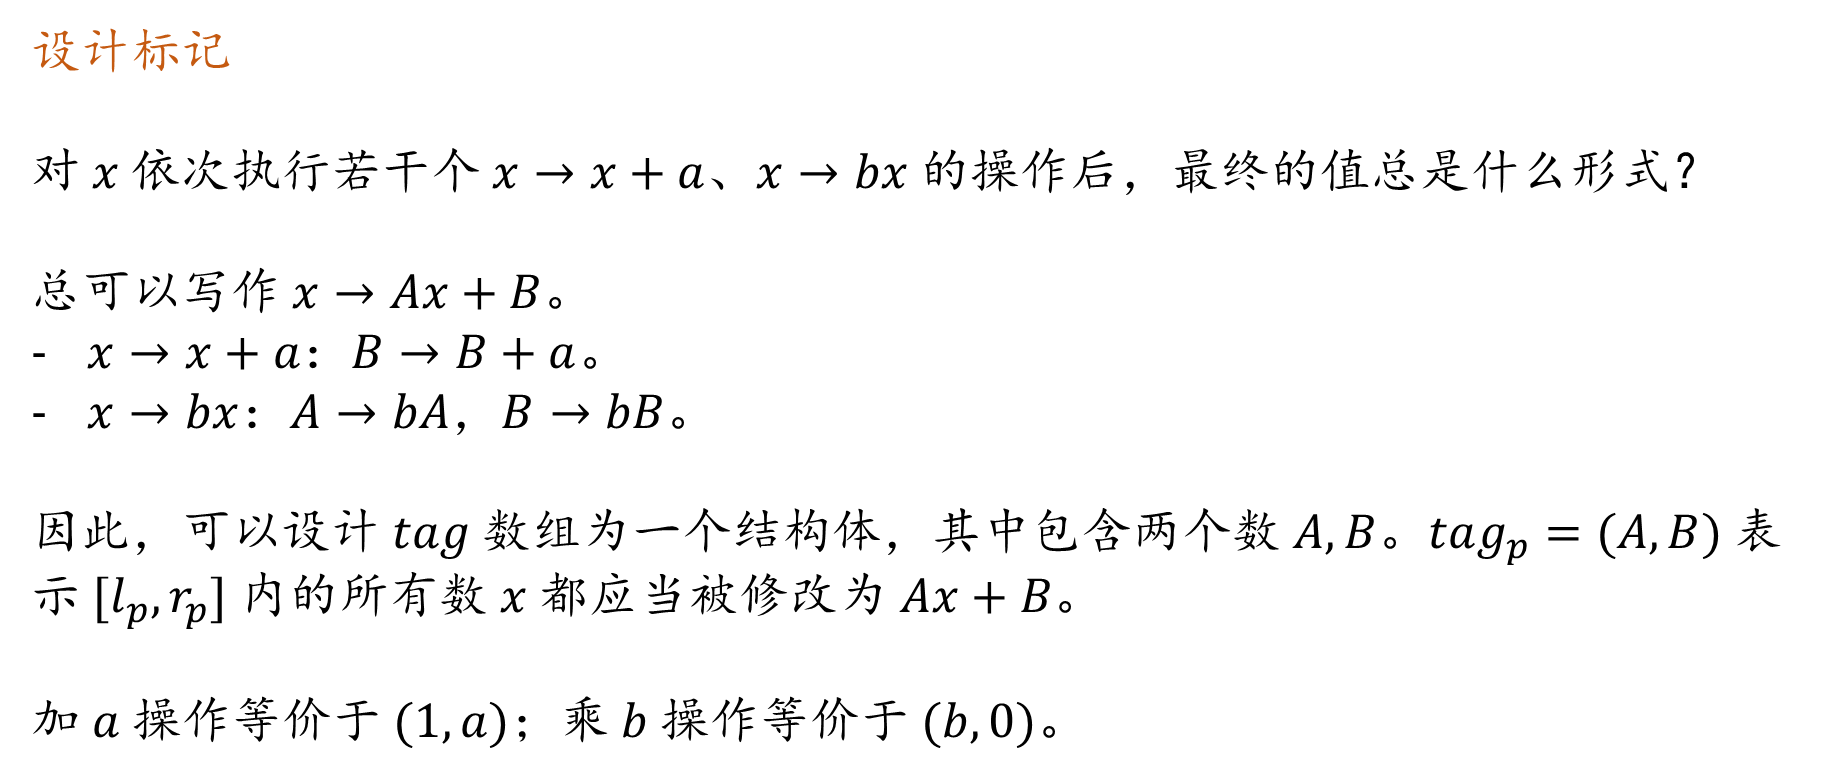 设计标记
对 x 依次执行若干个 x → x + a、x → bx 的操作后，最终的值总是什么形式？
总可以写作 x → Ax + B。
- x → x + a：B → B + a。
- x → bx：A → bA，B → bB。
因此，可以设计 tag 数组为一个结构体，其中包含两个数 A, B。tagₚ = (A, B) 表
示 [lₚ, rₚ] 内的所有数 x 都应当被修改为 Ax + B。
加 a 操作等价于 (1, a)；乘 b 操作等价于 (b, 0)。